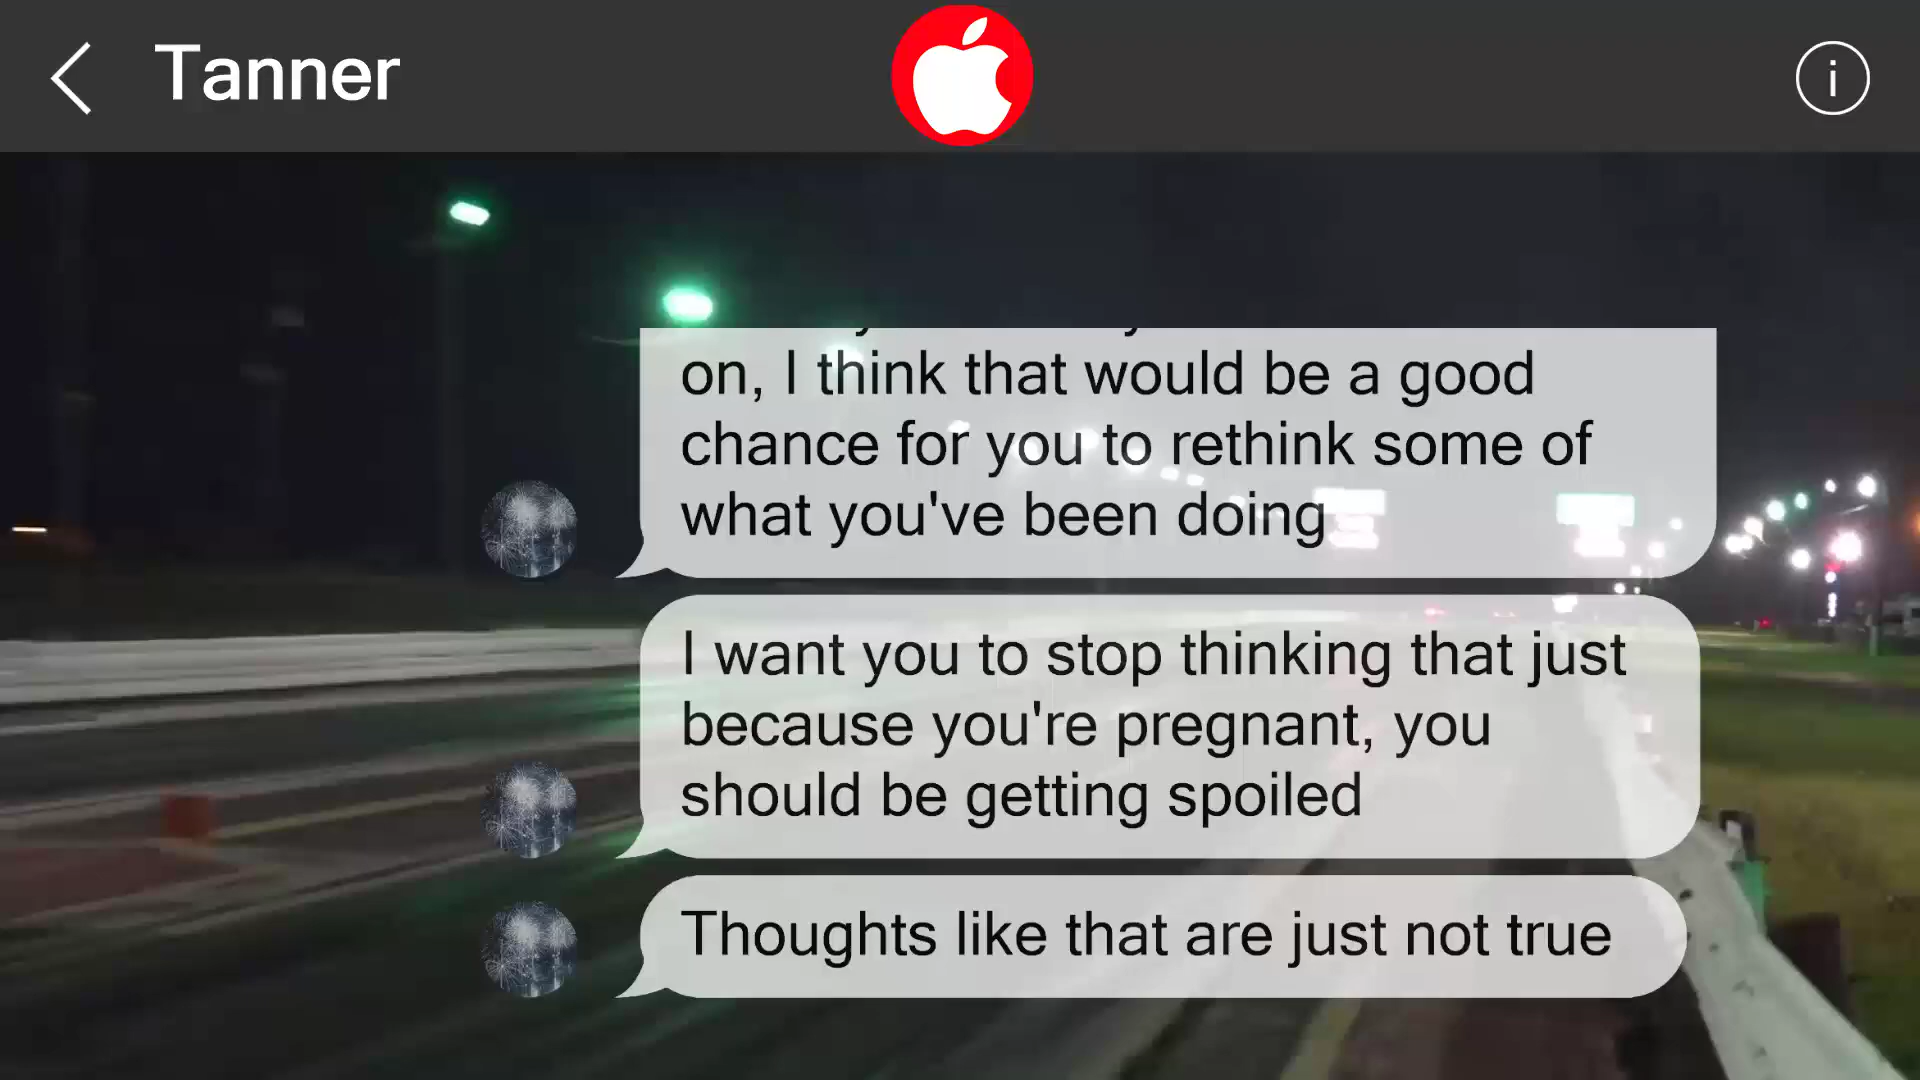 Tanner
i
on, I think that would be a good
chance for you to rethink some of
what you've been doing
I want you to stop thinking that just
because you're pregnant, you
should be getting spoiled
Thoughts like that are just not true